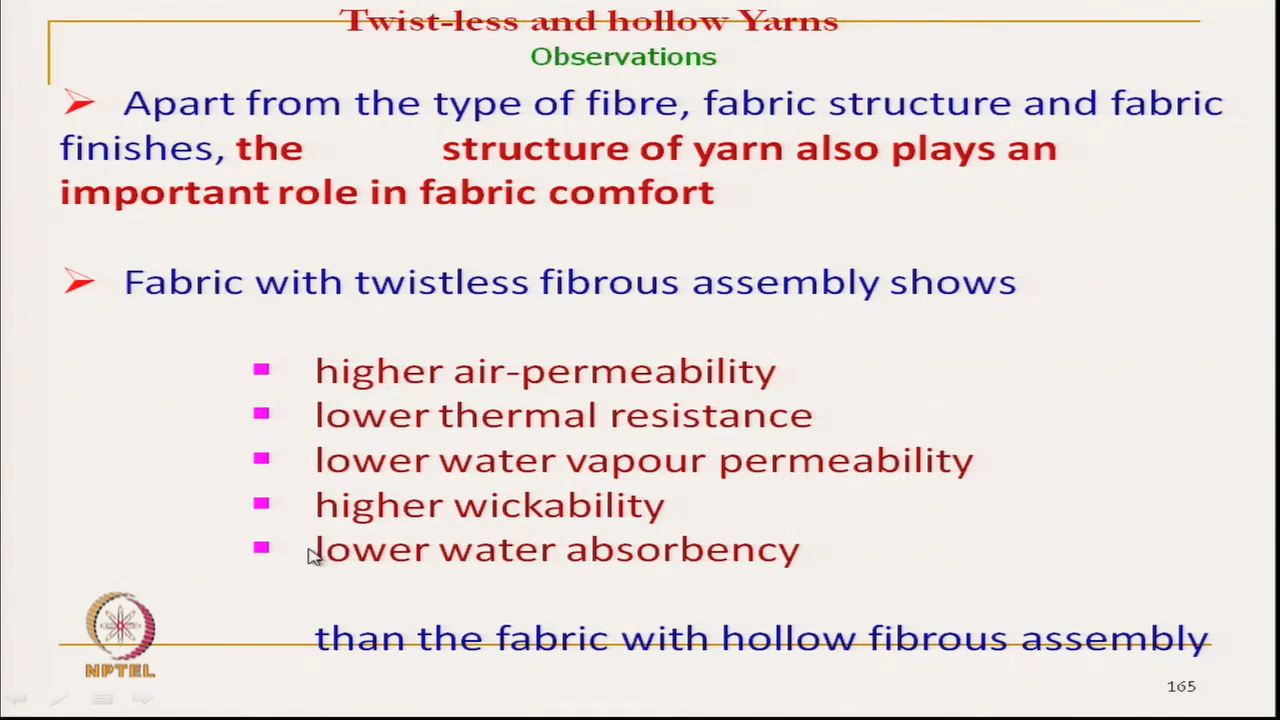 Twist-less and hollow Yarns
Observations
Apart from the type of fibre, fabric structure and fabric
finishes, the structure of yarn also plays an
important role in fabric comfort
Fabric with twistless fibrous assembly shows
higher air-permeability
lower thermal resistance
lower water vapour permeability
higher wickability
lower water absorbency
than the fabric with hollow fibrous assembly
NPTEL
165